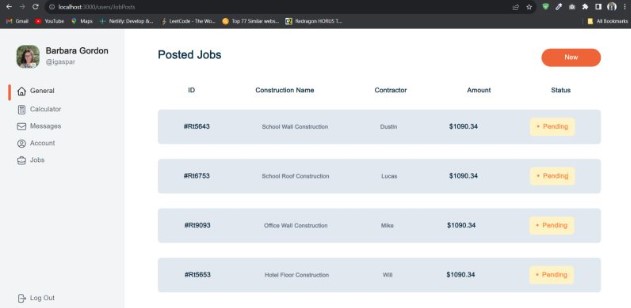 localhost:3000/users/JobPosts
Gmail YouTube Maps Netlify Develop &... LeetCode - The Wo... Top 77 Similar webs... Redragon HORUS T... All Bookmarks
Barbara Gordon
@igaspar
General
Calculator
Messages
Account
Jobs
Log Out
Posted Jobs
New
ID Construction Name Contractor Amount Status
#Rt5643 School Wall Construction Dustin $1090.34 • Pending
#Rt6753 School Roof Construction Lucas $1090.34 • Pending
#Rt9093 Office Wall Construction Mike $1090.34 • Pending
#Rt5653 Hotel Floor Construction Will $1090.34 • Pending